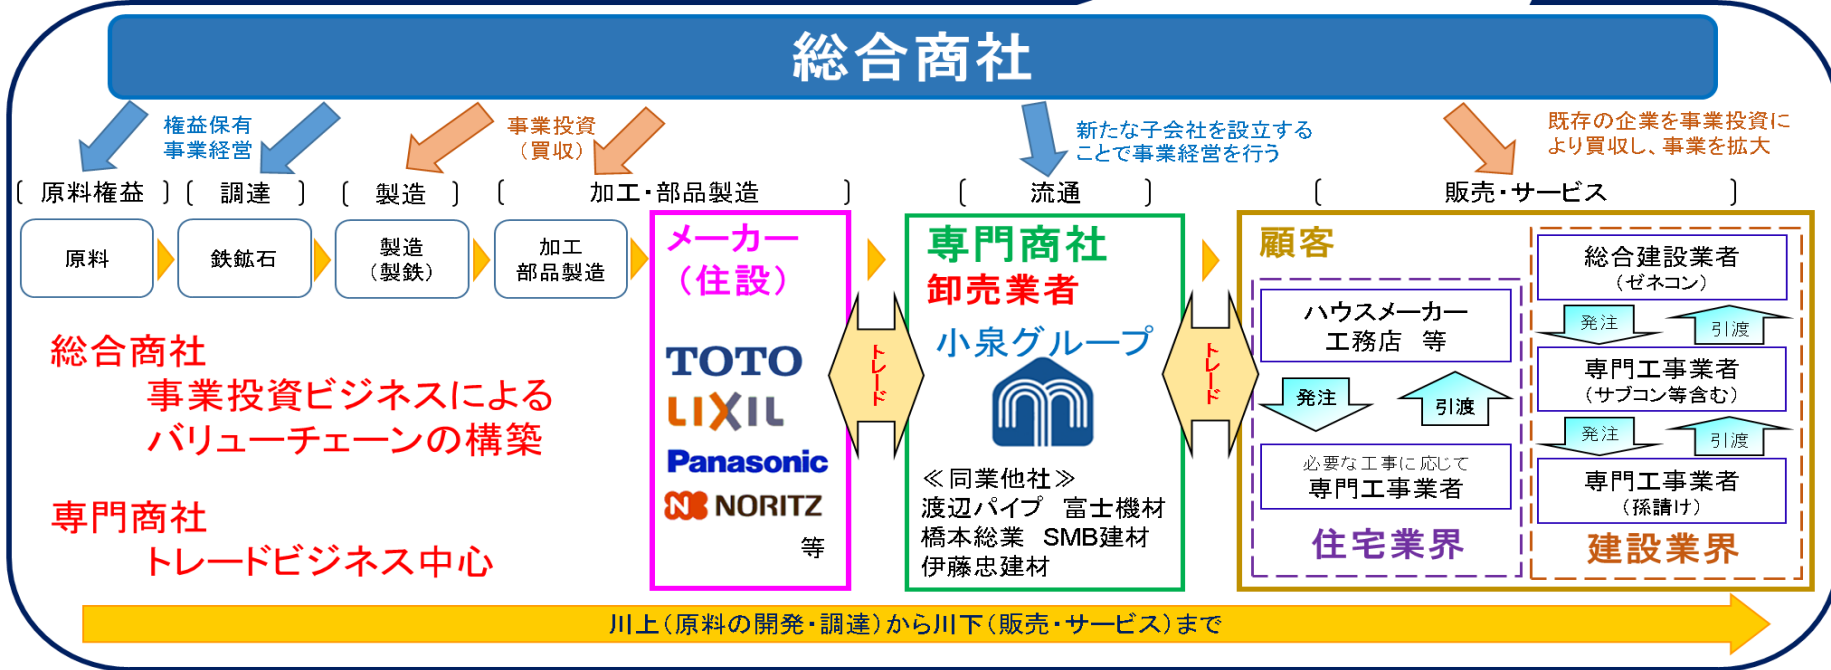 総合商社
権益保有
事業経営
事業投資
（買収）
新たな子会社を設立する
ことで事業経営を行う
既存の企業を事業投資に
より買収し、事業を拡大
〔 原料権益 〕
〔 調達 〕
〔 製造 〕
〔 加工・部品製造 〕
〔 流通 〕
〔 販売・サービス 〕
原料
鉄鉱石
製造
（製鉄）
加工
部品製造
メーカー
（住設）
TOTO
LIXIL
Panasonic
NORITZ
等
トレード
専門商社
卸売業者
小泉グループ
≪同業他社≫
渡辺パイプ 富士機材
橋本総業 SMB建材
伊藤忠建材
トレード
顧客
ハウスメーカー
工務店 等
発注
引渡
必要な工事に応じて
専門工事業者
住宅業界
総合建設業者
（ゼネコン）
発注
引渡
専門工事業者
（サブコン等含む）
発注
引渡
専門工事業者
（孫請け）
建設業界
総合商社
事業投資ビジネスによる
バリューチェーンの構築
専門商社
トレードビジネス中心
川上（原料の開発・調達）から川下（販売・サービス）まで